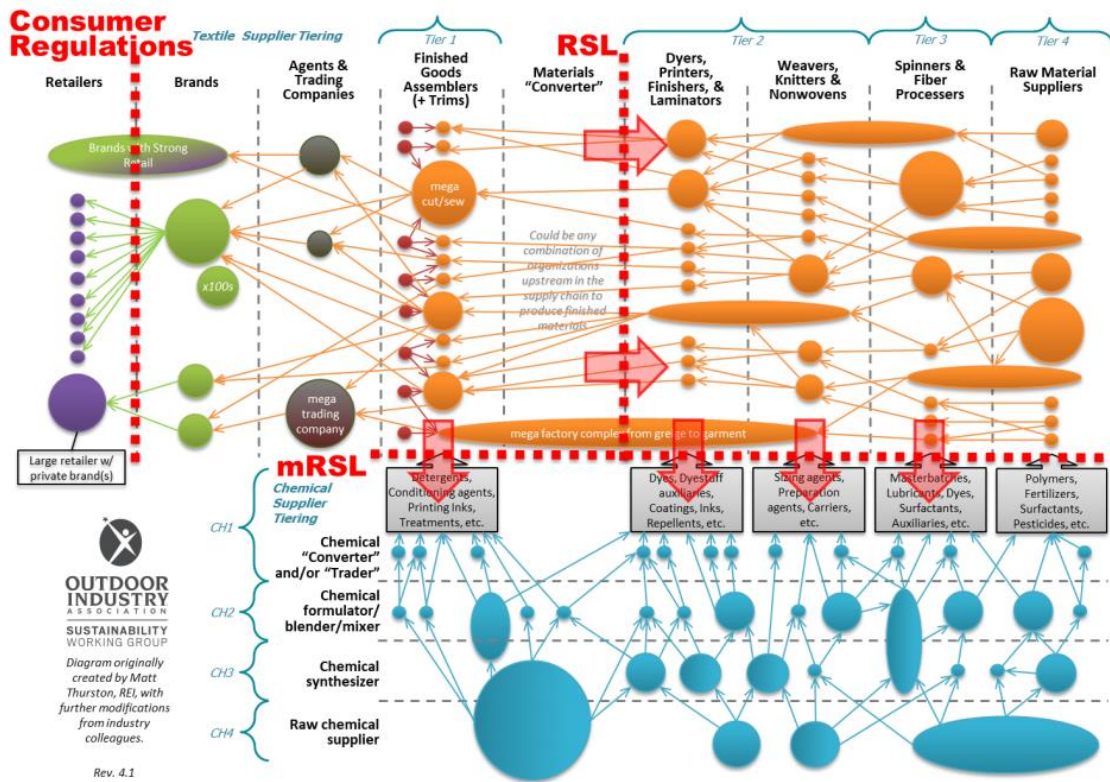 Consumer
Regulations
Textile Supplier Tiering
Tier 1
RSL
Tier 2
Tier 3
Tier 4
Retailers
Brands
Agents &
Trading
Companies
Finished
Goods
Assemblers
(+ Trims)
Materials
"Converter"
Dyers,
Printers,
Finishers, &
Laminators
Weavers,
Knitters &
Nonwovens
Spinners &
Fiber
Processers
Raw Material
Suppliers
Brands with Strong
Retail
mega
cut/sew
x100s
Could be any
combination of
organizations
upstream in the
supply chain to
produce finished
materials
mega
trading
company
mega factory complex from greige to garment
Large retailer w/
private brand(s)
mRSL
Chemical
Supplier
Tiering
Detergents,
Conditioning agents,
Printing Inks,
Treatments, etc.
Dyes, Dyestuff
auxiliaries,
Coatings, Inks,
Repellents, etc.
Sizing agents,
Preparation
agents, Carriers,
etc.
Masterbatches,
Lubricants, Dyes,
Surfactants,
Auxiliaries, etc.
Polymers,
Fertilizers,
Surfactants,
Pesticides, etc.
CH1
Chemical
"Converter"
and/or "Trader"
CH2
Chemical
formulator/
blender/mixer
CH3
Chemical
synthesizer
CH4
Raw chemical
supplier
OUTDOOR
INDUSTRY
ASSOCIATION
SUSTAINABILITY
WORKING GROUP
Diagram originally
created by Matt
Thurston, REI, with
further modifications
from industry
colleagues.
Rev. 4.1